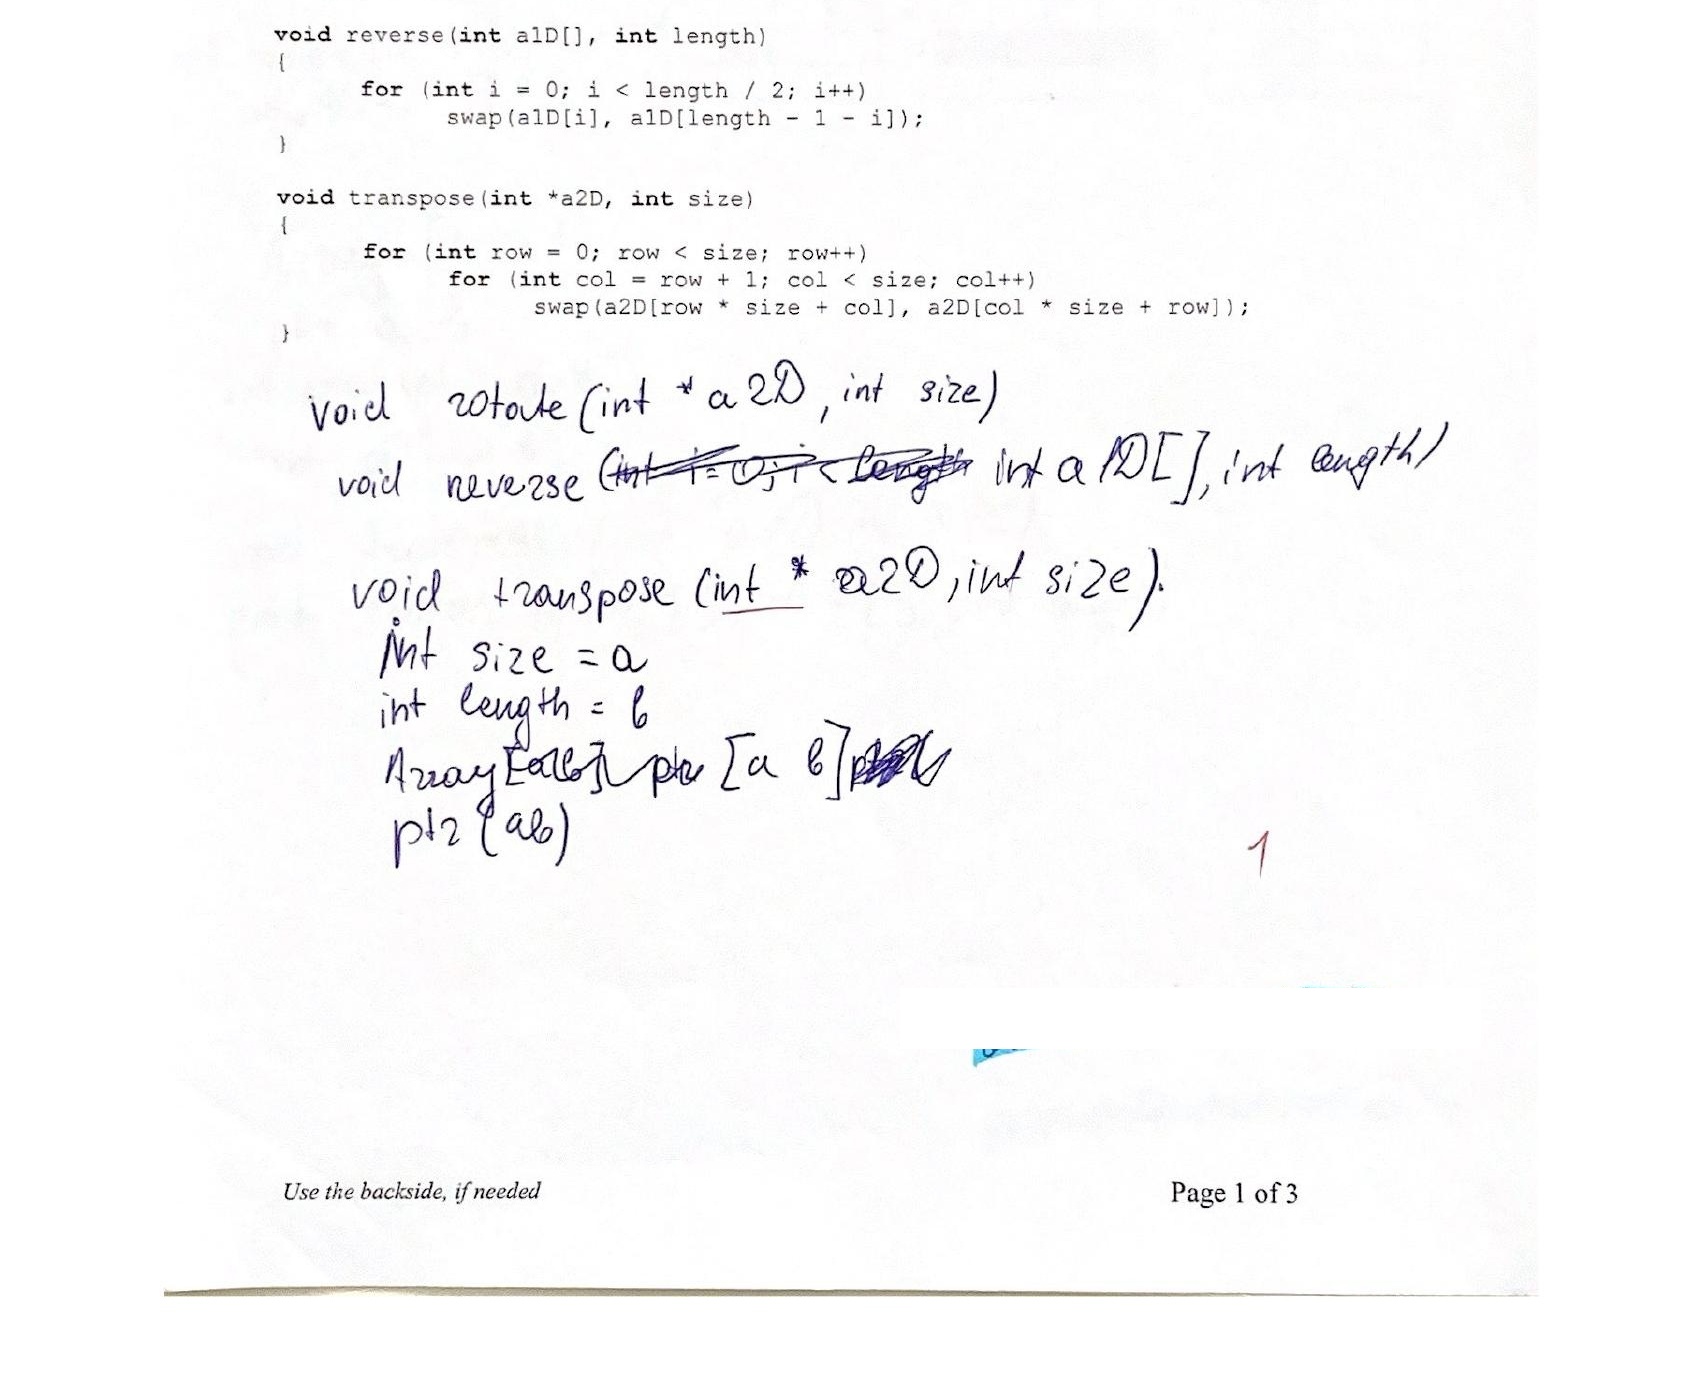 void reverse(int a1D[], int length)
{
for (int i = 0; i < length / 2; i++)
swap(a1D[i], a1D[length - 1 - i]);
}
void transpose(int *a2D, int size)
{
for (int row = 0; row < size; row++)
for (int col = row + 1; col < size; col++)
swap(a2D[row * size + col], a2D[col * size + row]);
}
void rotate (int * a2D, int size)
void reverse (int i = 0; i < length int a1D[], int length)
void transpose (int * a2D, int size).
int size = a
int length = b
Array[ab] ptr [a b]
ptr (ab)
1
Use the backside, if needed
Page 1 of 3